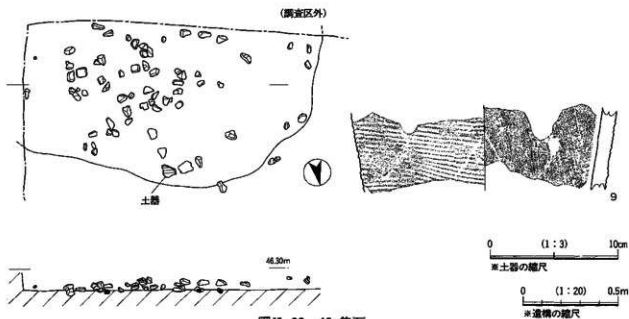 (調査区外)
土器
9
46.30m
0 (1:3) 10cm
※土器の縮尺
0 (1:20) 0.5m
※遺構の縮尺